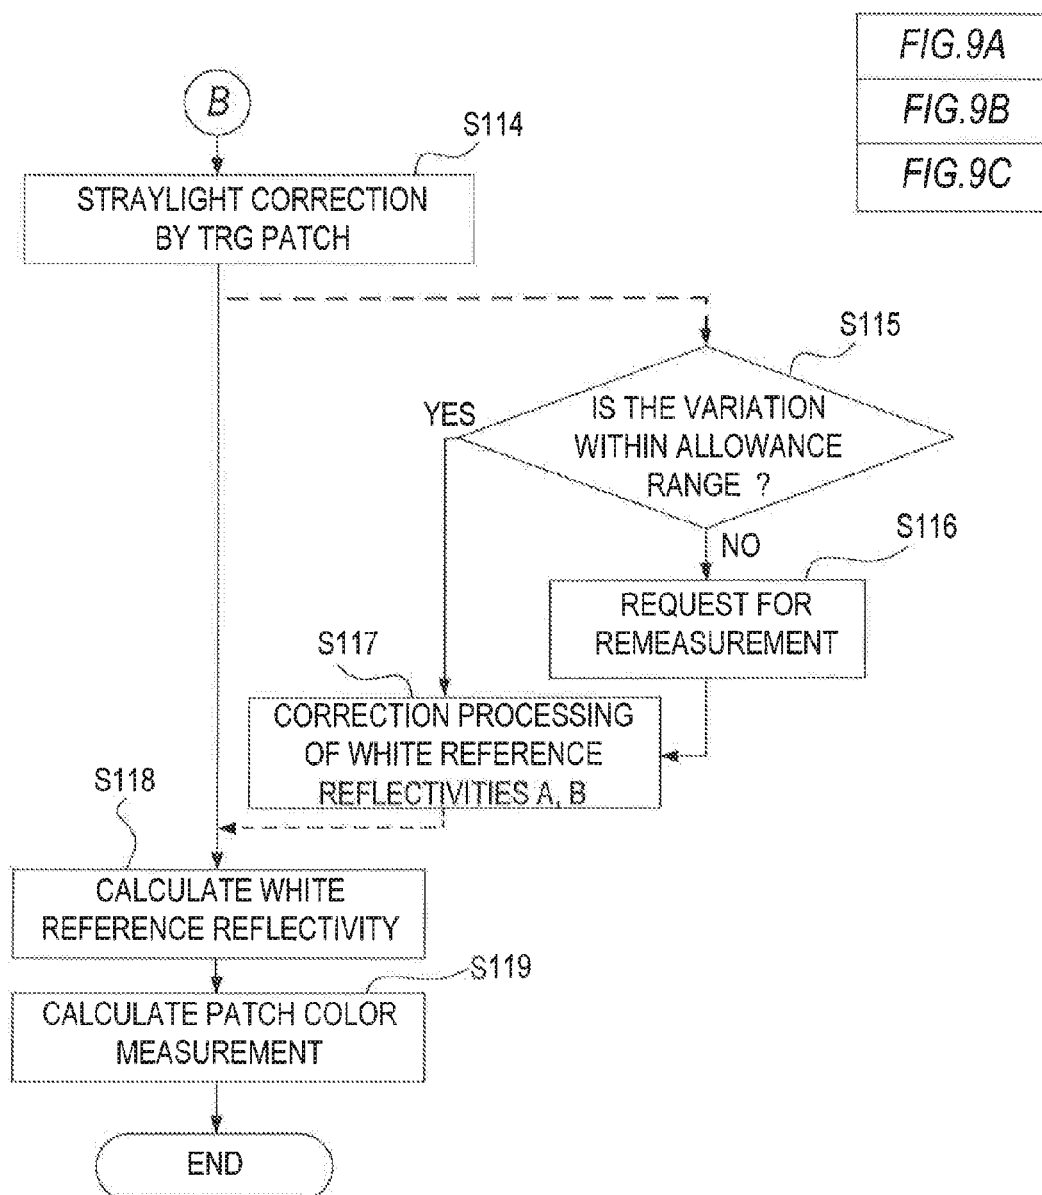 FIG.9A
FIG.9B
FIG.9C
B
S114
STRAYLIGHT CORRECTION
BY TRG PATCH
S115
YES
IS THE VARIATION
WITHIN ALLOWANCE
RANGE ?
NO
S116
REQUEST FOR
REMEASUREMENT
S117
CORRECTION PROCESSING
OF WHITE REFERENCE
REFLECTIVITIES A, B
S118
CALCULATE WHITE
REFERENCE REFLECTIVITY
S119
CALCULATE PATCH COLOR
MEASUREMENT
END